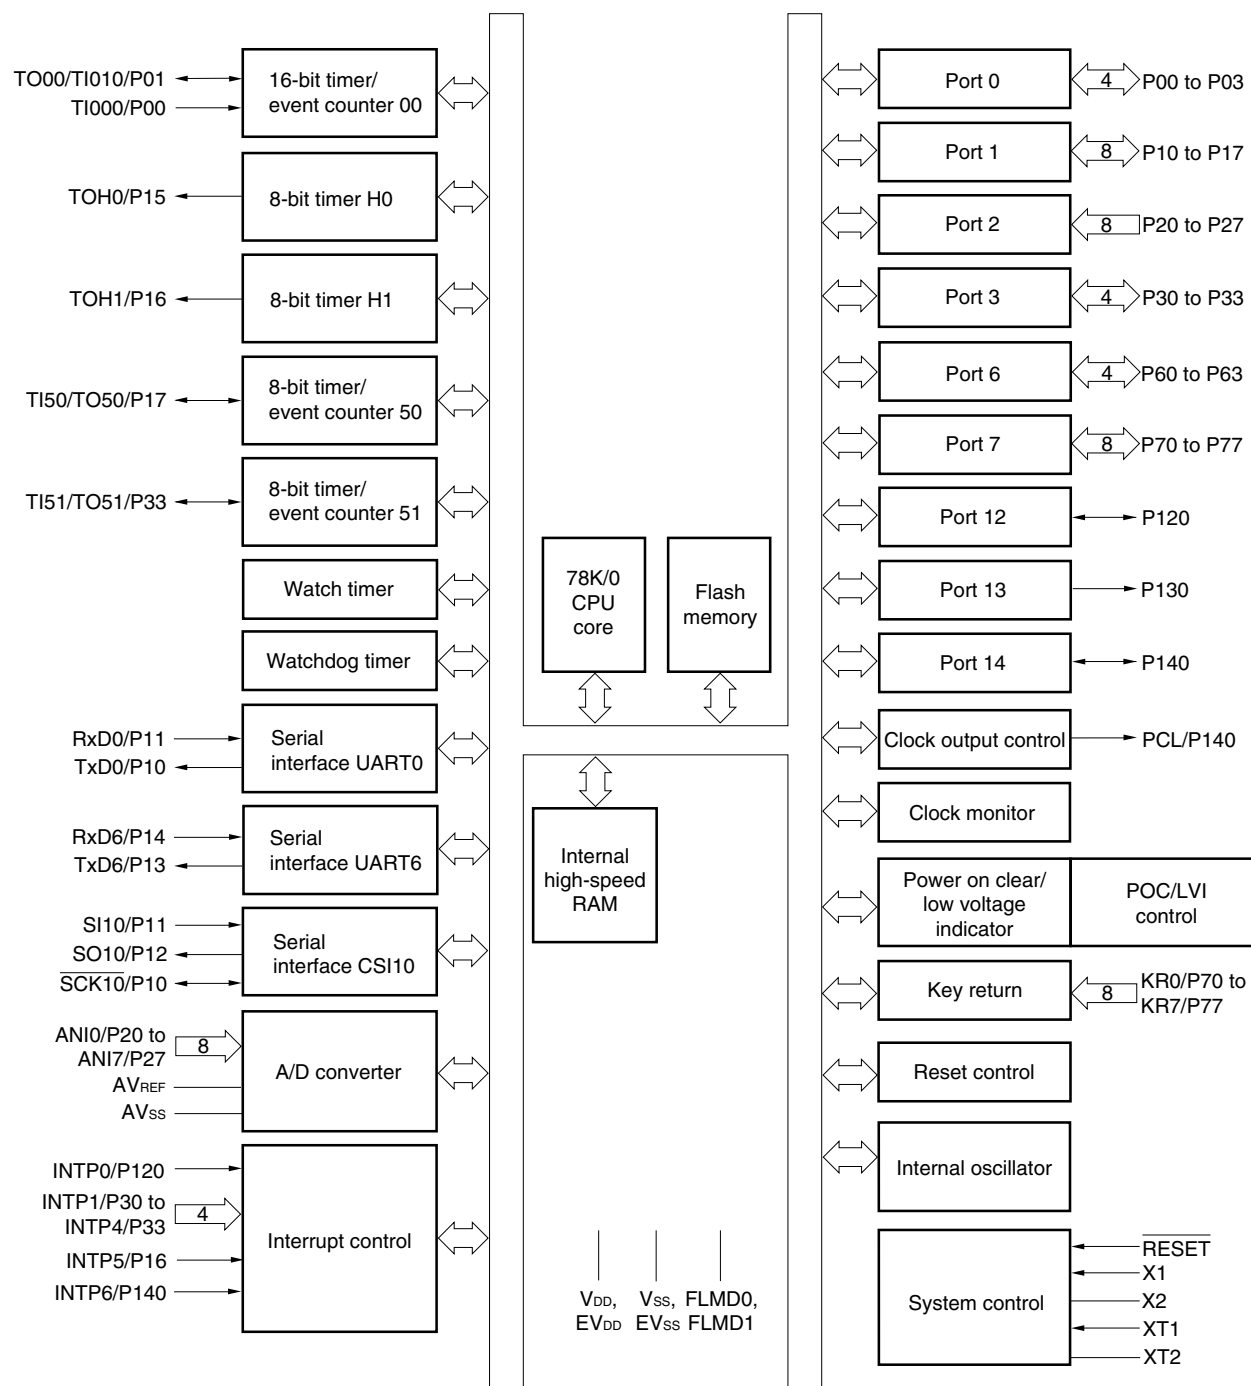 TO00/TI010/P01
TI000/P00
16-bit timer/
event counter 00
TOH0/P15
8-bit timer H0
TOH1/P16
8-bit timer H1
TI50/TO50/P17
8-bit timer/
event counter 50
TI51/TO51/P33
8-bit timer/
event counter 51
Watch timer
Watchdog timer
RxD0/P11
TxD0/P10
Serial
interface UART0
RxD6/P14
TxD6/P13
Serial
interface UART6
SI10/P11
SO10/P12
SCK10/P10
Serial
interface CSI10
ANI0/P20 to
ANI7/P27
8
AVREF
AVSS
A/D converter
INTP0/P120
INTP1/P30 to
INTP4/P33
4
INTP5/P16
INTP6/P140
Interrupt control
78K/0
CPU
core
Flash
memory
Internal
high-speed
RAM
VDD,
EVDD
VSS,
EVSS
FLMD0,
FLMD1
Port 0
4
P00 to P03
Port 1
8
P10 to P17
Port 2
8
P20 to P27
Port 3
4
P30 to P33
Port 6
4
P60 to P63
Port 7
8
P70 to P77
Port 12
P120
Port 13
P130
Port 14
P140
Clock output control
PCL/P140
Clock monitor
Power on clear/
low voltage
indicator
POC/LVI
control
Key return
8
KR0/P70 to
KR7/P77
Reset control
Internal oscillator
System control
RESET
X1
X2
XT1
XT2